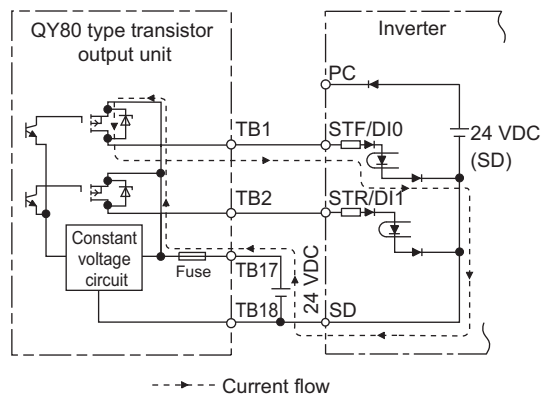 QY80 type transistor
output unit
Inverter
PC
TB1
STF/DI0
24 VDC
(SD)
TB2
STR/DI1
Constant
voltage
circuit
Fuse
TB17
24 VDC
TB18
SD
Current flow